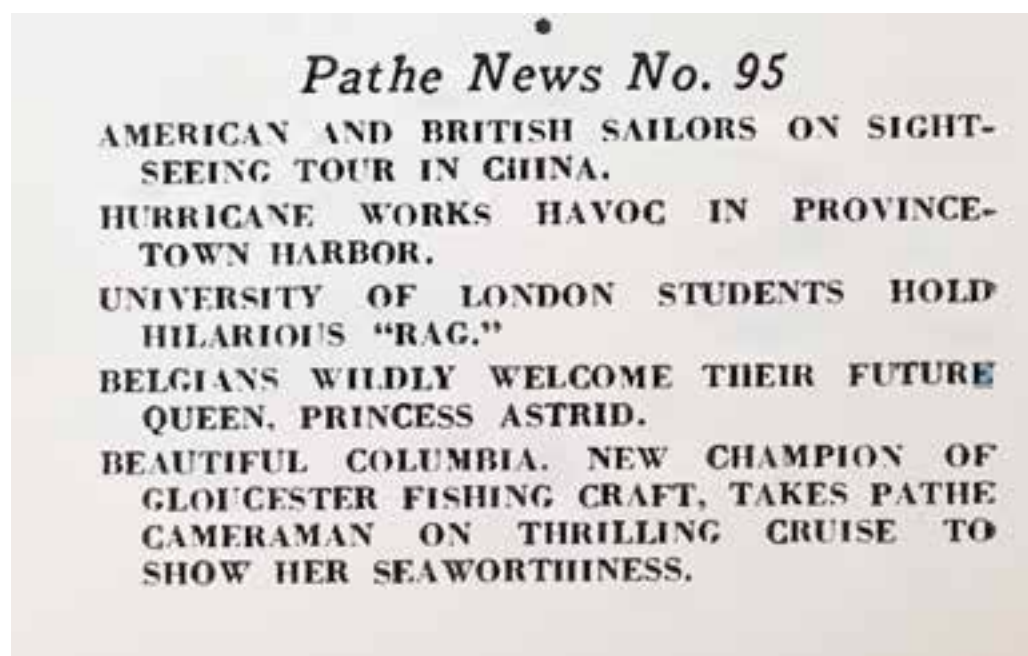 Pathe News No. 95
AMERICAN AND BRITISH SAILORS ON SIGHT-
SEEING TOUR IN CHINA.
HURRICANE WORKS HAVOC IN PROVINCE-
TOWN HARBOR.
UNIVERSITY OF LONDON STUDENTS HOLD
HILARIOUS “RAG.”
BELGIANS WILDLY WELCOME THEIR FUTURE
QUEEN, PRINCESS ASTRID.
BEAUTIFUL COLUMBIA, NEW CHAMPION OF
GLOUCESTER FISHING CRAFT, TAKES PATHE
CAMERAMAN ON THRILLING CRUISE TO
SHOW HER SEAWORTHINESS.